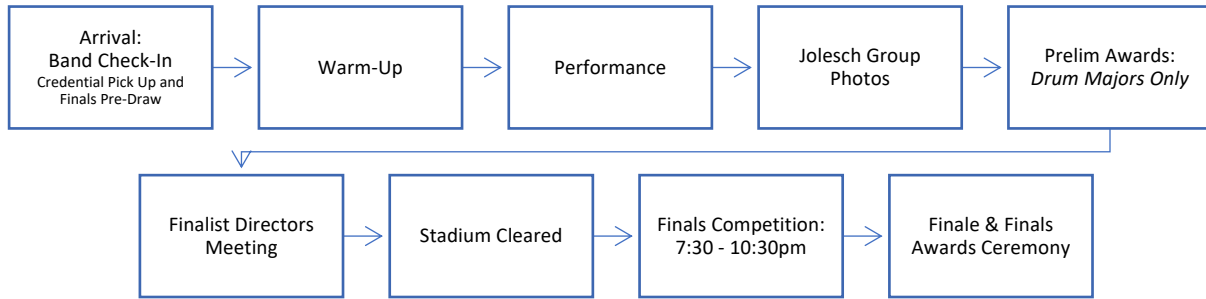 Arrival:
Band Check-In
Credential Pick Up and
Finals Pre-Draw
Warm-Up
Performance
Jolesch Group
Photos
Prelim Awards:
Drum Majors Only
Finalist Directors
Meeting
Stadium Cleared
Finals Competition:
7:30 - 10:30pm
Finale & Finals
Awards Ceremony